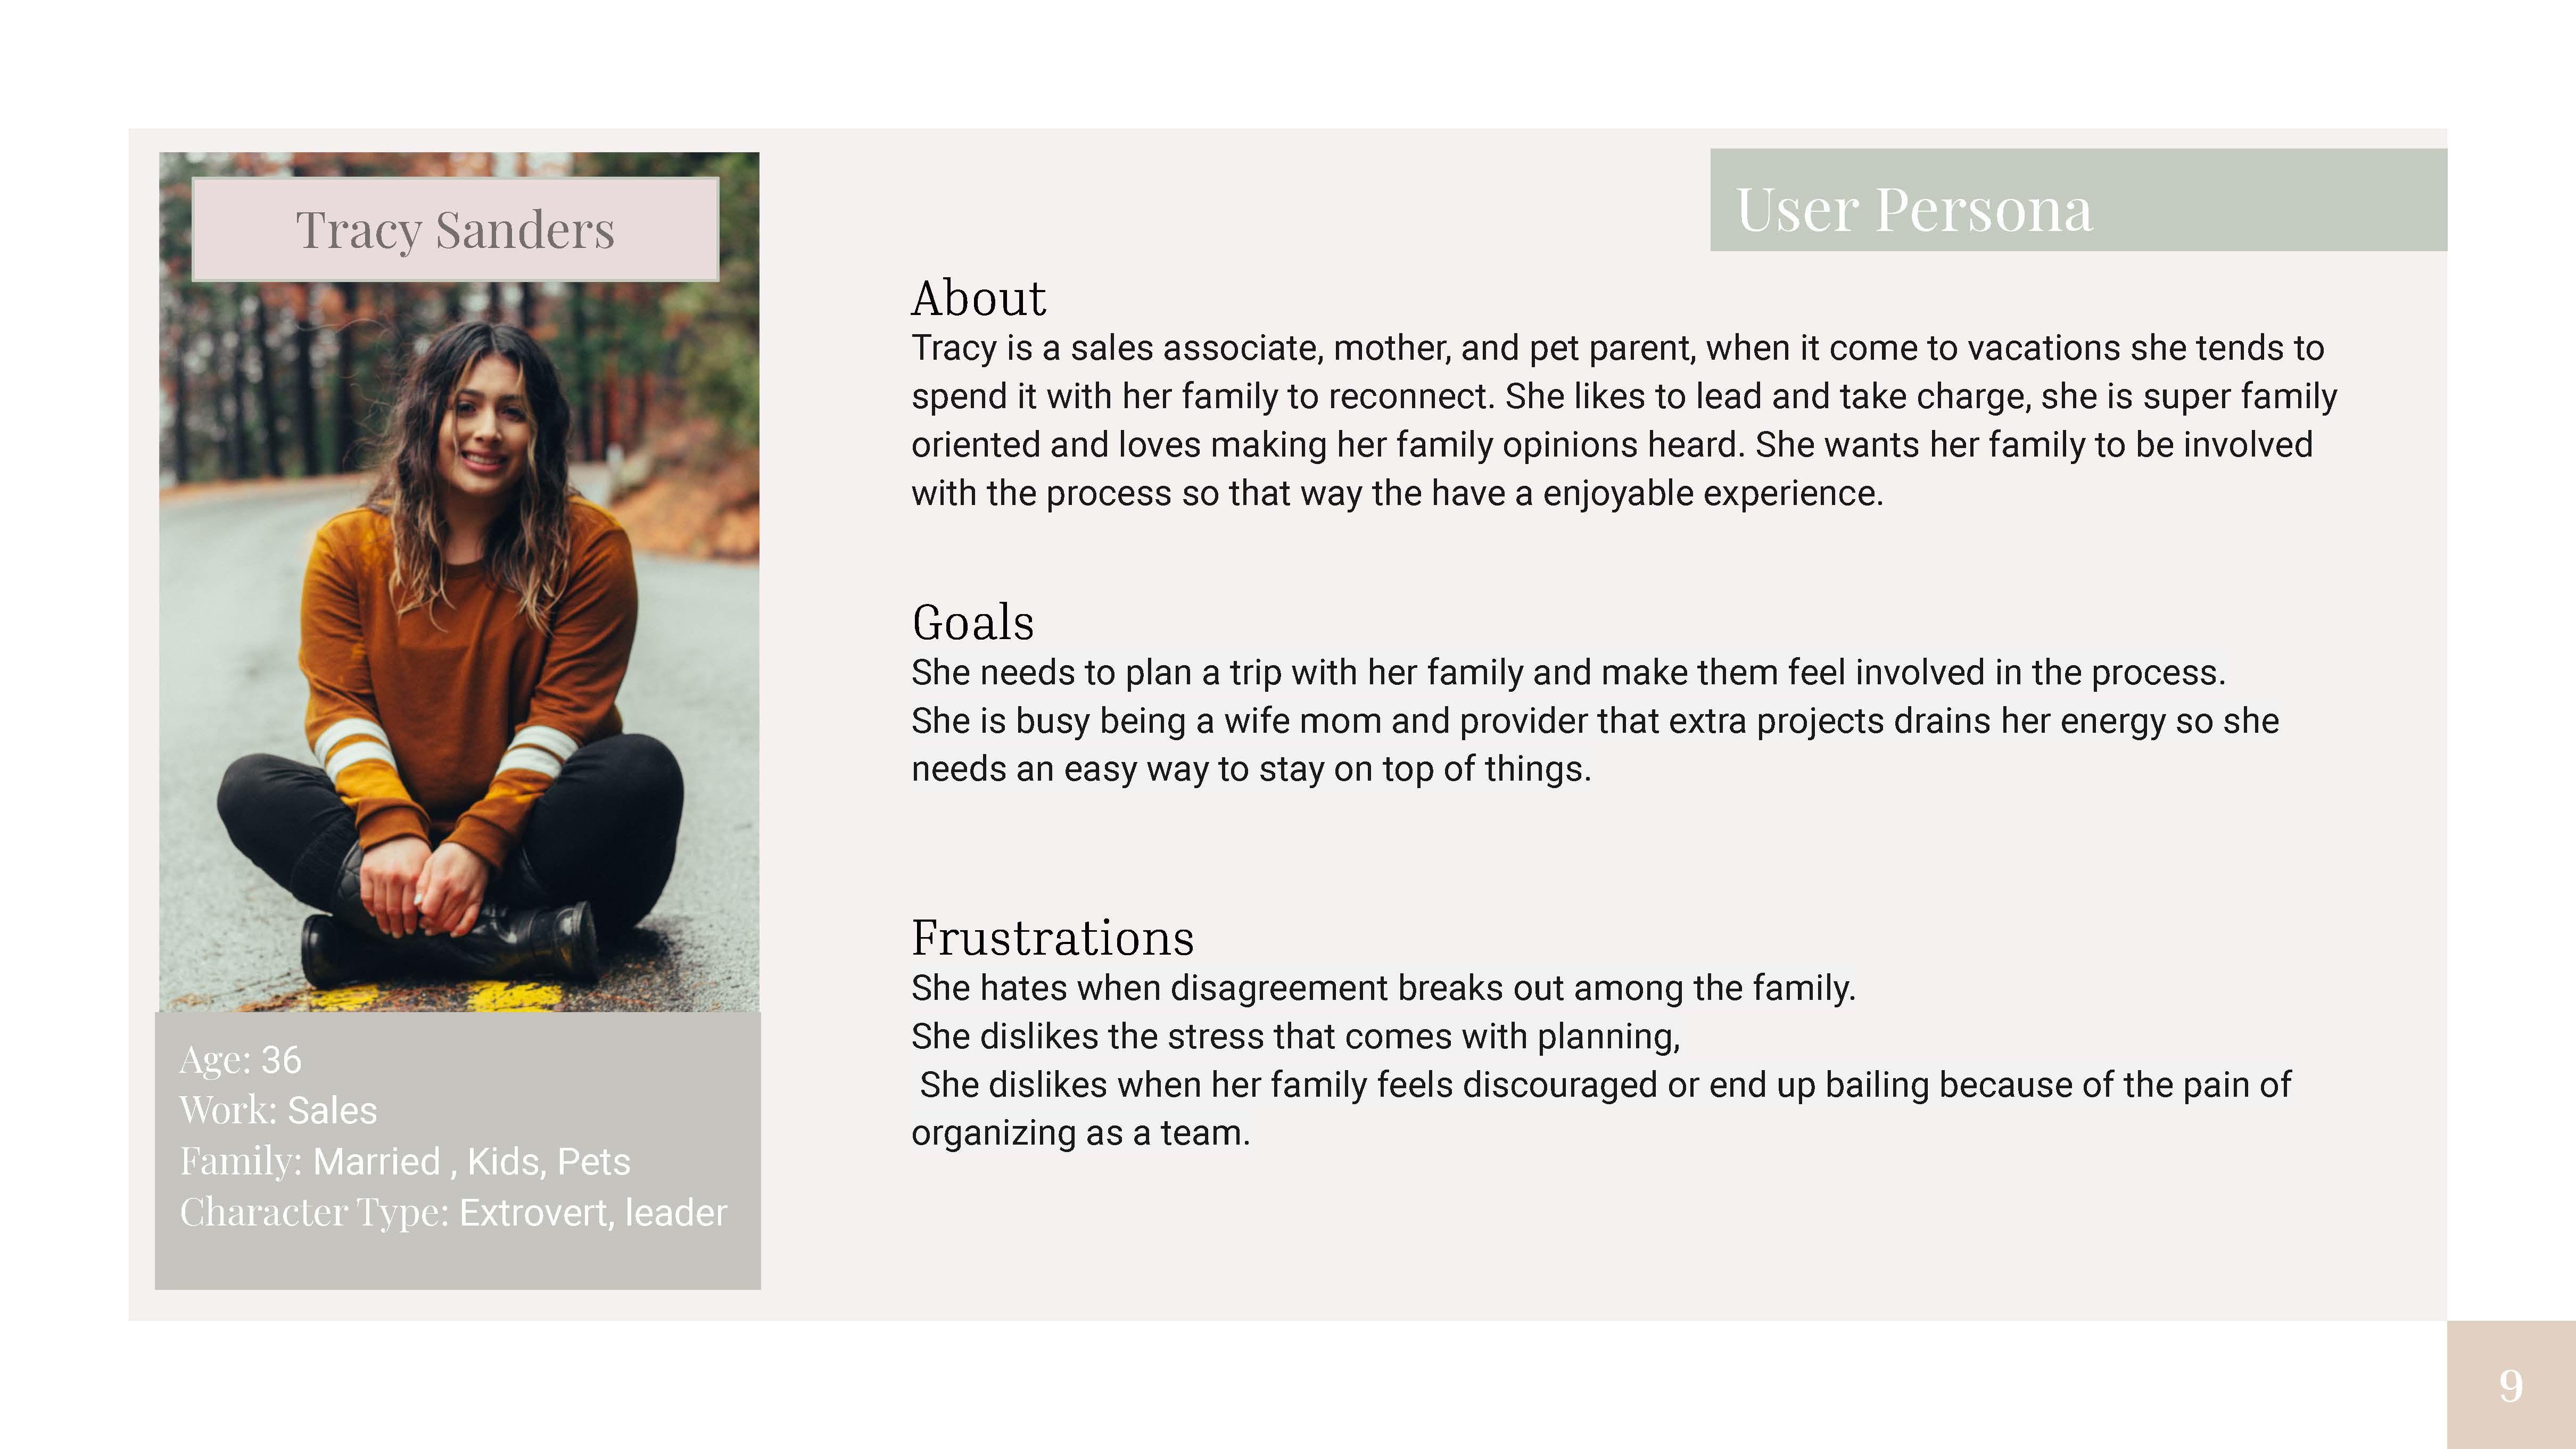 Tracy Sanders
User Persona
About
Tracy is a sales associate, mother, and pet parent, when it come to vacations she tends to
spend it with her family to reconnect. She likes to lead and take charge, she is super family
oriented and loves making her family opinions heard. She wants her family to be involved
with the process so that way the have a enjoyable experience.
Goals
She needs to plan a trip with her family and make them feel involved in the process.
She is busy being a wife mom and provider that extra projects drains her energy so she
needs an easy way to stay on top of things.
Frustrations
She hates when disagreement breaks out among the family.
She dislikes the stress that comes with planning,
She dislikes when her family feels discouraged or end up bailing because of the pain of
organizing as a team.
Age: 36
Work: Sales
Family: Married , Kids, Pets
Character Type: Extrovert, leader
9